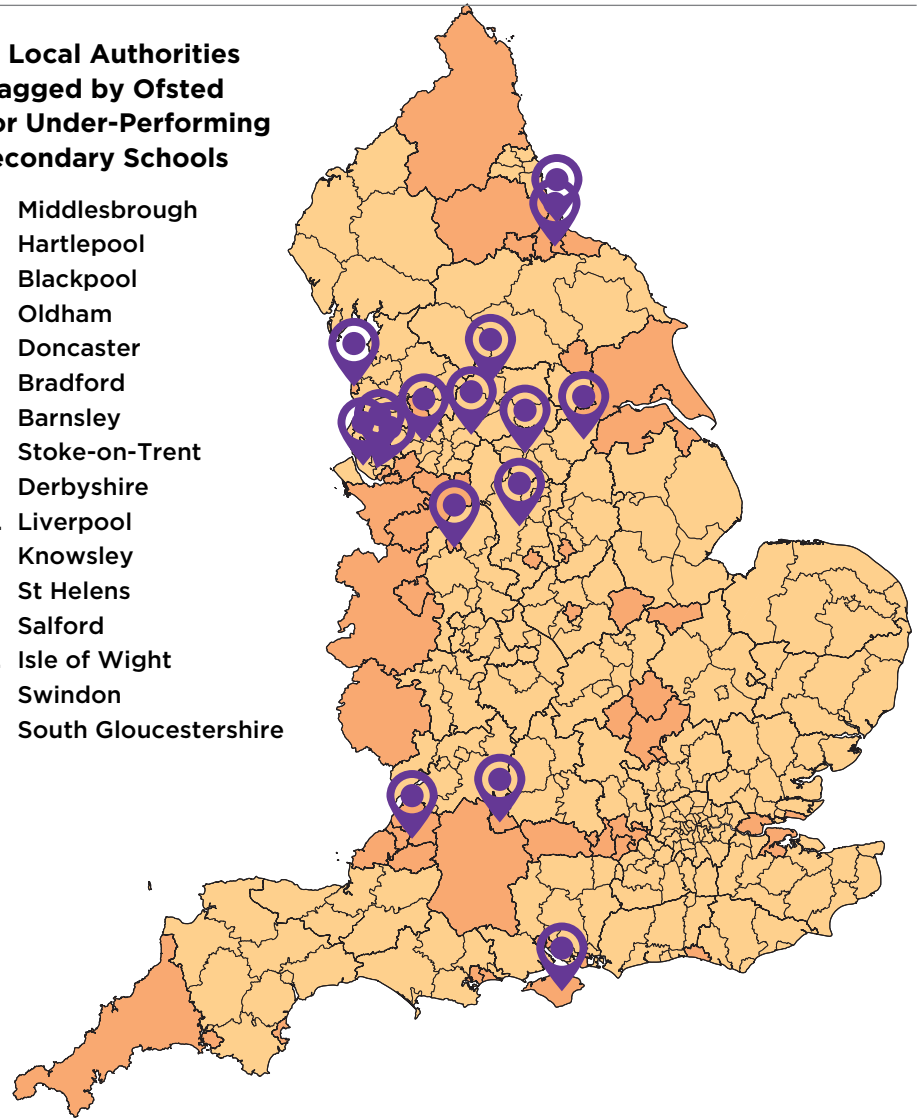 Local Authorities
agged by Ofsted
or Under-Performing
econdary Schools
Middlesbrough
Hartlepool
Blackpool
Oldham
Doncaster
Bradford
Barnsley
Stoke-on-Trent
Derbyshire
. Liverpool
Knowsley
St Helens
Salford
Isle of Wight
Swindon
South Gloucestershire